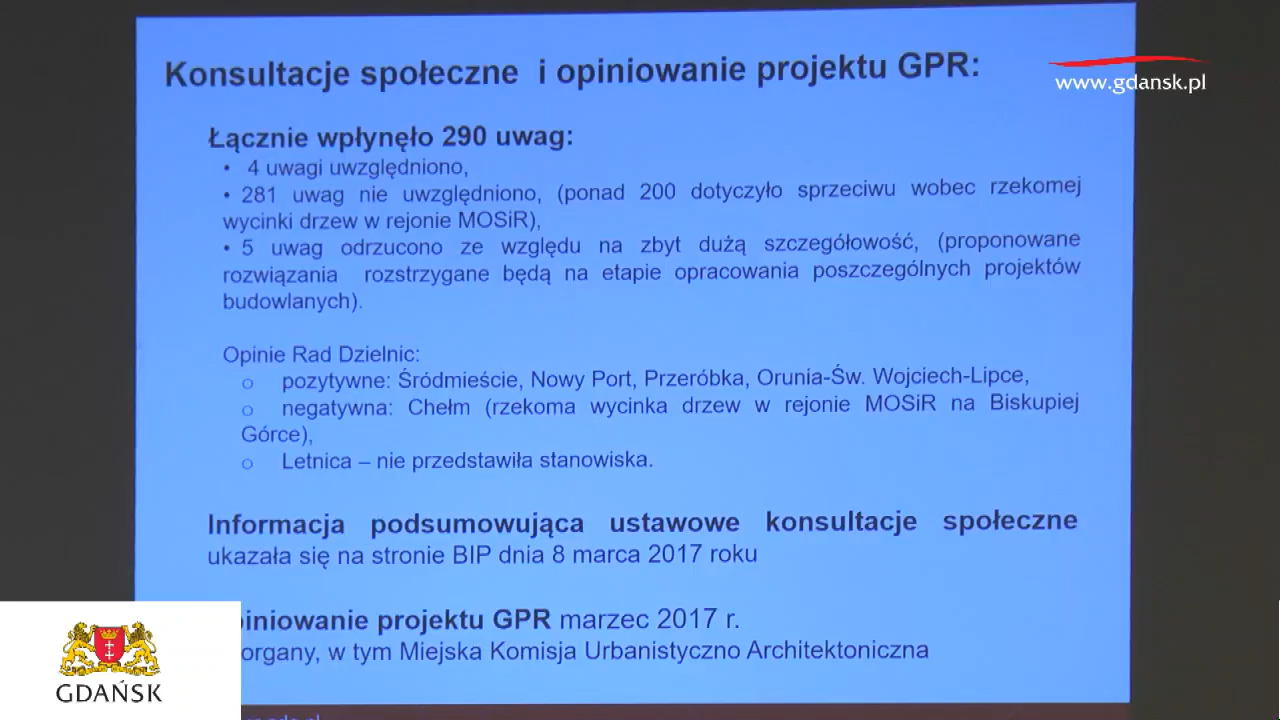 Konsultacje społeczne i opiniowanie projektu GPR:
www.gdansk.pl
Łącznie wpłynęło 290 uwag:
• 4 uwagi uwzględniono,
• 281 uwag nie uwzględniono, (ponad 200 dotyczyło sprzeciwu wobec rzekomej
wycinki drzew w rejonie MOSiR),
• 5 uwag odrzucono ze względu na zbyt dużą szczegółowość, (proponowane
rozwiązania rozstrzygane będą na etapie opracowania poszczególnych projektów
budowlanych).
Opinie Rad Dzielnic:
o pozytywne: Śródmieście, Nowy Port, Przeróbka, Orunia-Św. Wojciech-Lipce,
o negatywna: Chełm (rzekoma wycinka drzew w rejonie MOSiR na Biskupiej
Górce),
o Letnica – nie przedstawiła stanowiska.
Informacja podsumowująca ustawowe konsultacje społeczne
ukazała się na stronie BIP dnia 8 marca 2017 roku
piniowanie projektu GPR marzec 2017 r.
organy, w tym Miejska Komisja Urbanistyczno Architektoniczna
GDAŃSK